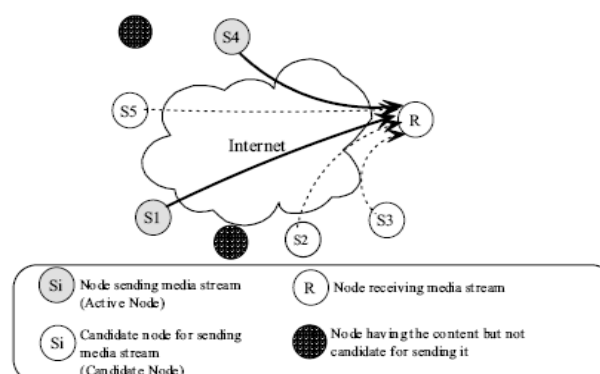 S4
S5
R
Internet
S1
S2
S3
Si
Node sending media stream
(Active Node)
R
Node receiving media stream
Si
Candidate node for sending
media stream
(Candidate Node)
Node having the content but not
candidate for sending it